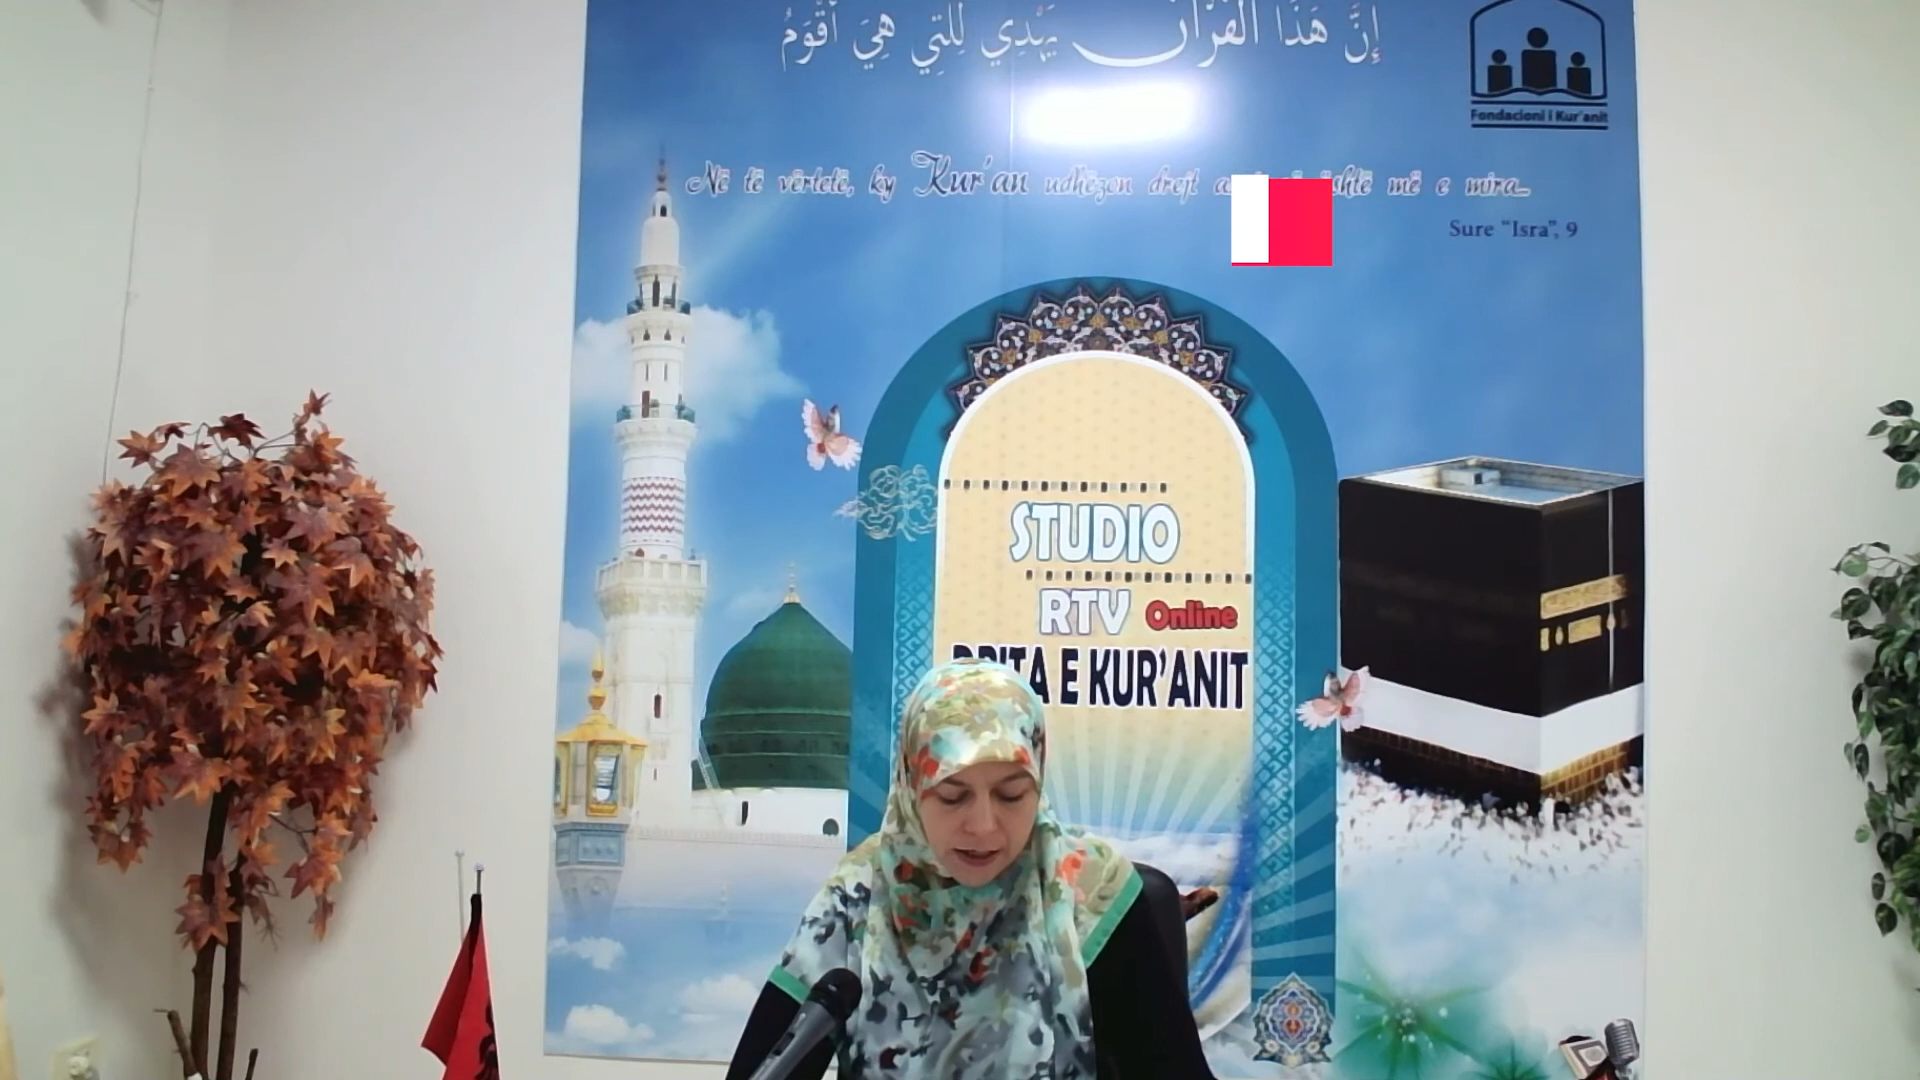 إِنَّ هَذَا الْقُرْآنَ يَهْدِي لِلَّتِي هِيَ أَقْوَمُ
Fondacioni i Kur'anit
Në të vërtetë, ky Kur'an udhëzon drejt më e mira...
Sure "Isra", 9
STUDIO
RTV Online
E KUR'ANIT